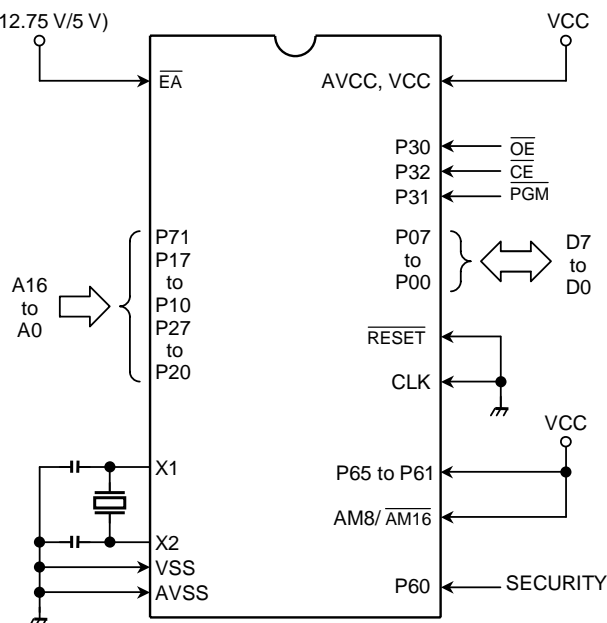 12.75 V/5 V)
VCC
EA
AVCC, VCC
P30
OE
P32
CE
P31
PGM
P71
P17
to
P10
P27
to
P20
A16
to
A0
P07
to
P00
D7
to
D0
RESET
CLK
VCC
X1
P65 to P61
AM8/ AM16
X2
VSS
AVSS
P60
SECURITY